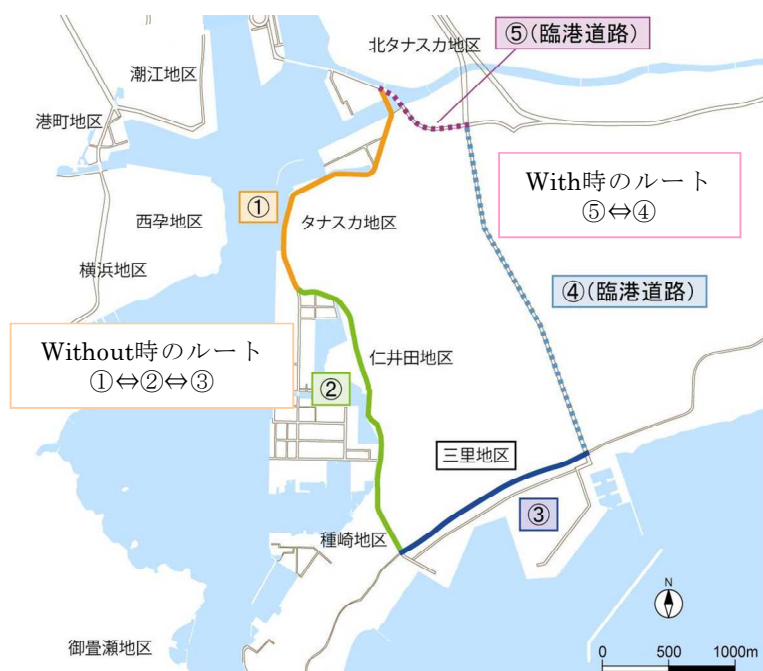 ⑤(臨港道路)
北タナスカ地区
潮江地区
港町地区
With時のルート
⑤⇔④
①
タナスカ地区
西孕地区
横浜地区
④(臨港道路)
Without時のルート
①⇔②⇔③
仁井田地区
②
三里地区
③
種崎地区
N
御畳瀬地区
0 500 1000m